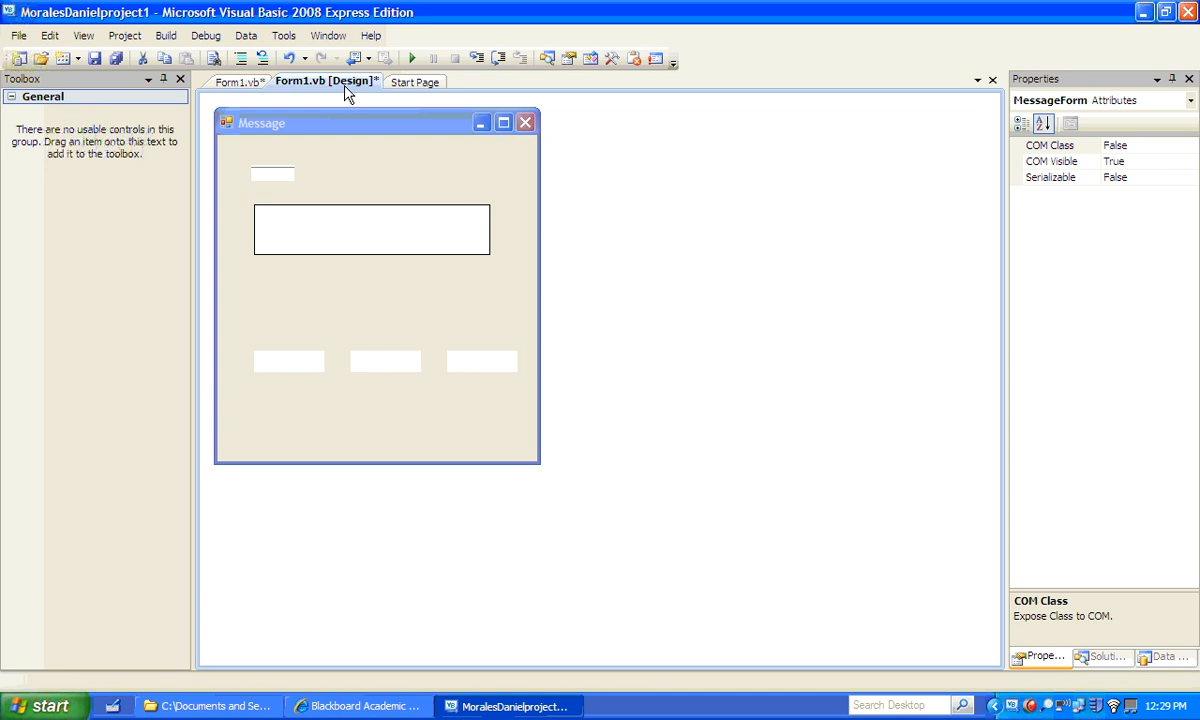 MoralesDanielproject1 - Microsoft Visual Basic 2008 Express Edition
File Edit View Project Build Debug Data Tools Window Help
Toolbox
Form1.vb* Form1.vb [Design]* Start Page
Properties
General
There are no usable controls in this
group. Drag an item onto this text to
add it to the toolbox.
Message
MessageForm Attributes
COM Class False
COM Visible True
Serializable False
COM Class
Expose Class to COM.
Prope... Soluti... Data ...
start
C:\Documents and Se...
Blackboard Academic ...
MoralesDanielproject...
Search Desktop
12:29 PM